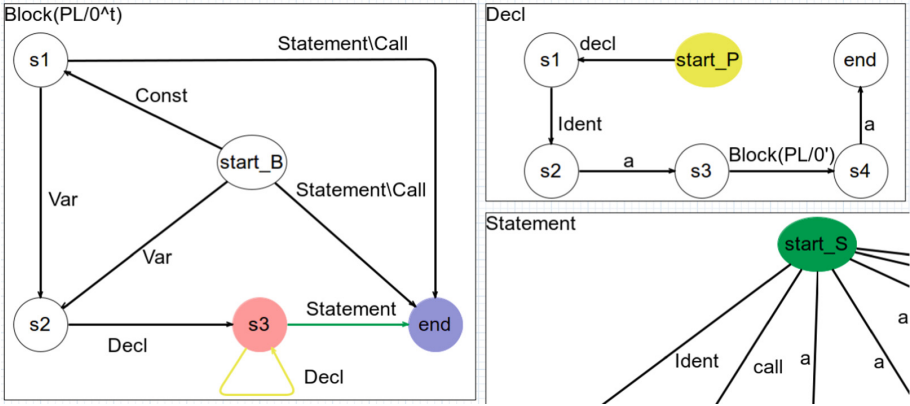 Block(PL/0^t)
s1
Statement\Call
Const
start_B
Statement\Call
Var
Var
s2
Decl
s3
Statement
end
Decl
Decl
s1
decl
start_P
end
Ident
a
s2
a
s3
Block(PL/0')
s4
Statement
start_S
Ident
call
a
a
a